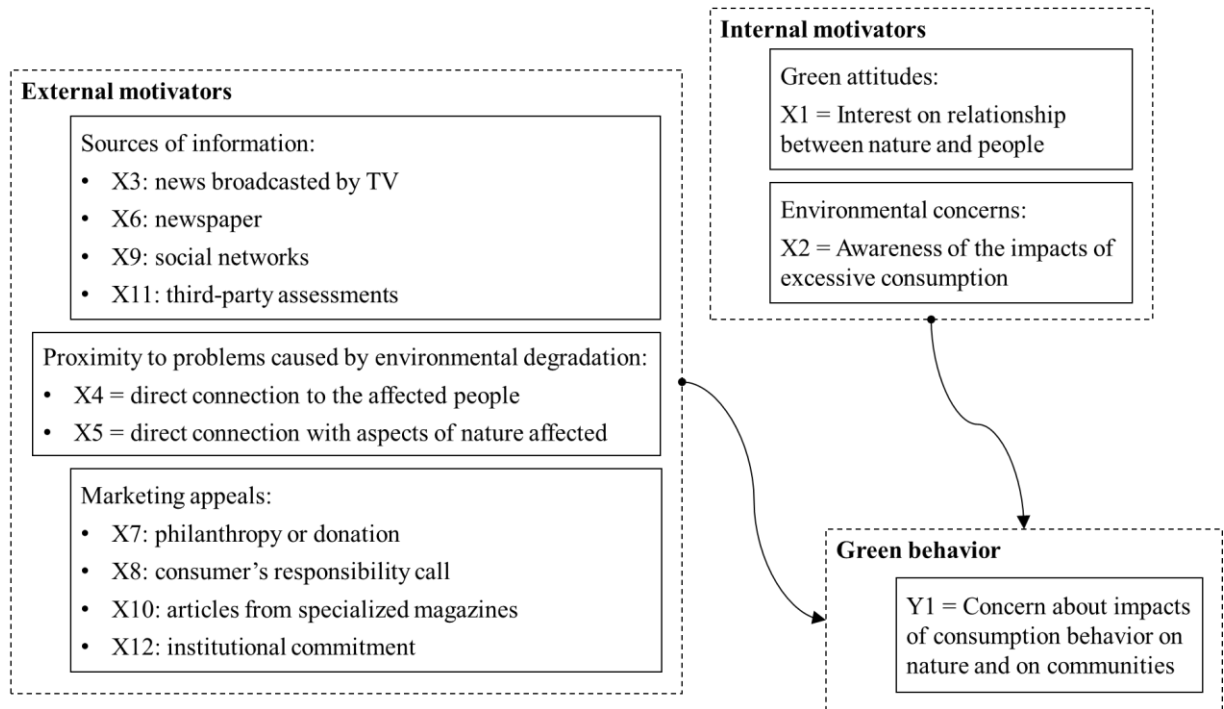 External motivators
Sources of information:
• X3: news broadcasted by TV
• X6: newspaper
• X9: social networks
• X11: third-party assessments
Proximity to problems caused by environmental degradation:
• X4 = direct connection to the affected people
• X5 = direct connection with aspects of nature affected
Marketing appeals:
• X7: philanthropy or donation
• X8: consumer's responsibility call
• X10: articles from specialized magazines
• X12: institutional commitment
Internal motivators
Green attitudes:
X1 = Interest on relationship
between nature and people
Environmental concerns:
X2 = Awareness of the impacts of
excessive consumption
Green behavior
Y1 = Concern about impacts
of consumption behavior on
nature and on communities